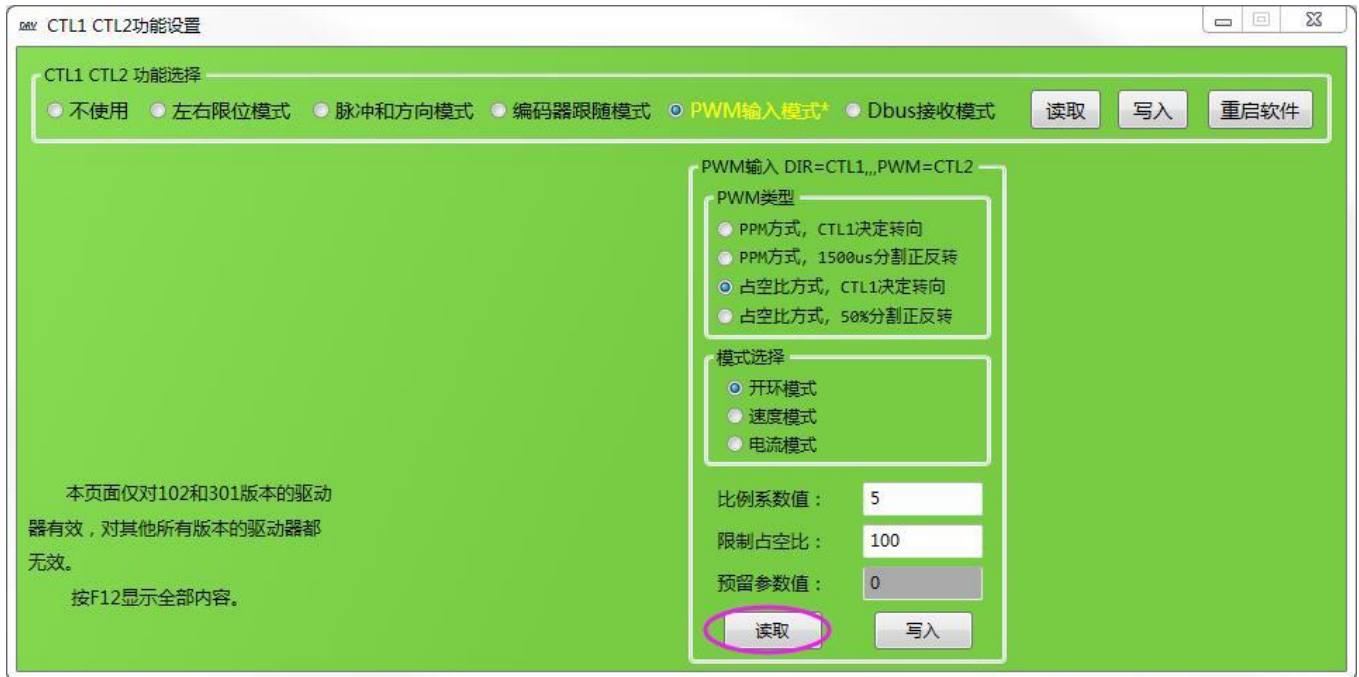 DRV CTL1 CTL2功能设置
CTL1 CTL2 功能选择
不使用 左右限位模式 脉冲和方向模式 编码器跟随模式 PWM输入模式* Dbus接收模式 读取 写入 重启软件
PWM输入 DIR=CTL1,,,PWM=CTL2
PWM类型
PPM方式，CTL1决定转向
PPM方式，1500us分割正反转
占空比方式，CTL1决定转向
占空比方式，50%分割正反转
模式选择
开环模式
速度模式
电流模式
本页面仅对102和301版本的驱动
器有效，对其他所有版本的驱动器都
无效。
按F12显示全部内容。
比例系数值： 5
限制占空比： 100
预留参数值： 0
读取 写入